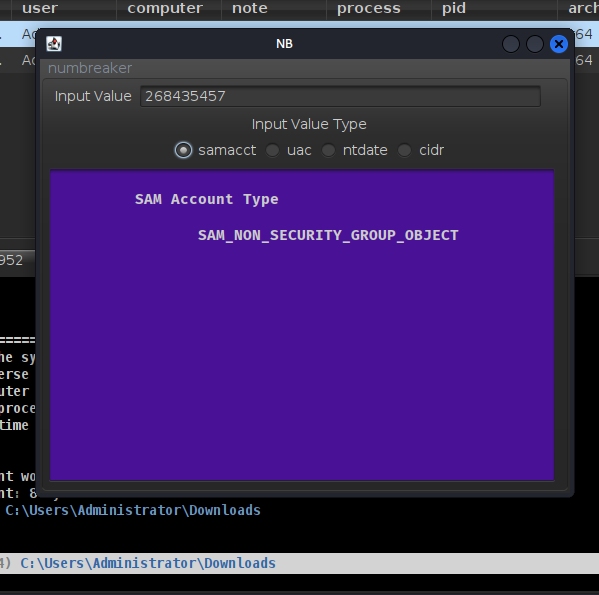 user computer note process pid arch
NB
64
64
numbreaker
Input Value 268435457
Input Value Type
samacct uac ntdate cidr
SAM Account Type
SAM_NON_SECURITY_GROUP_OBJECT
952
=====
he sy
erse
uter
proce
time
nt wo
nt: 8
C:\Users\Administrator\Downloads
4) C:\Users\Administrator\Downloads